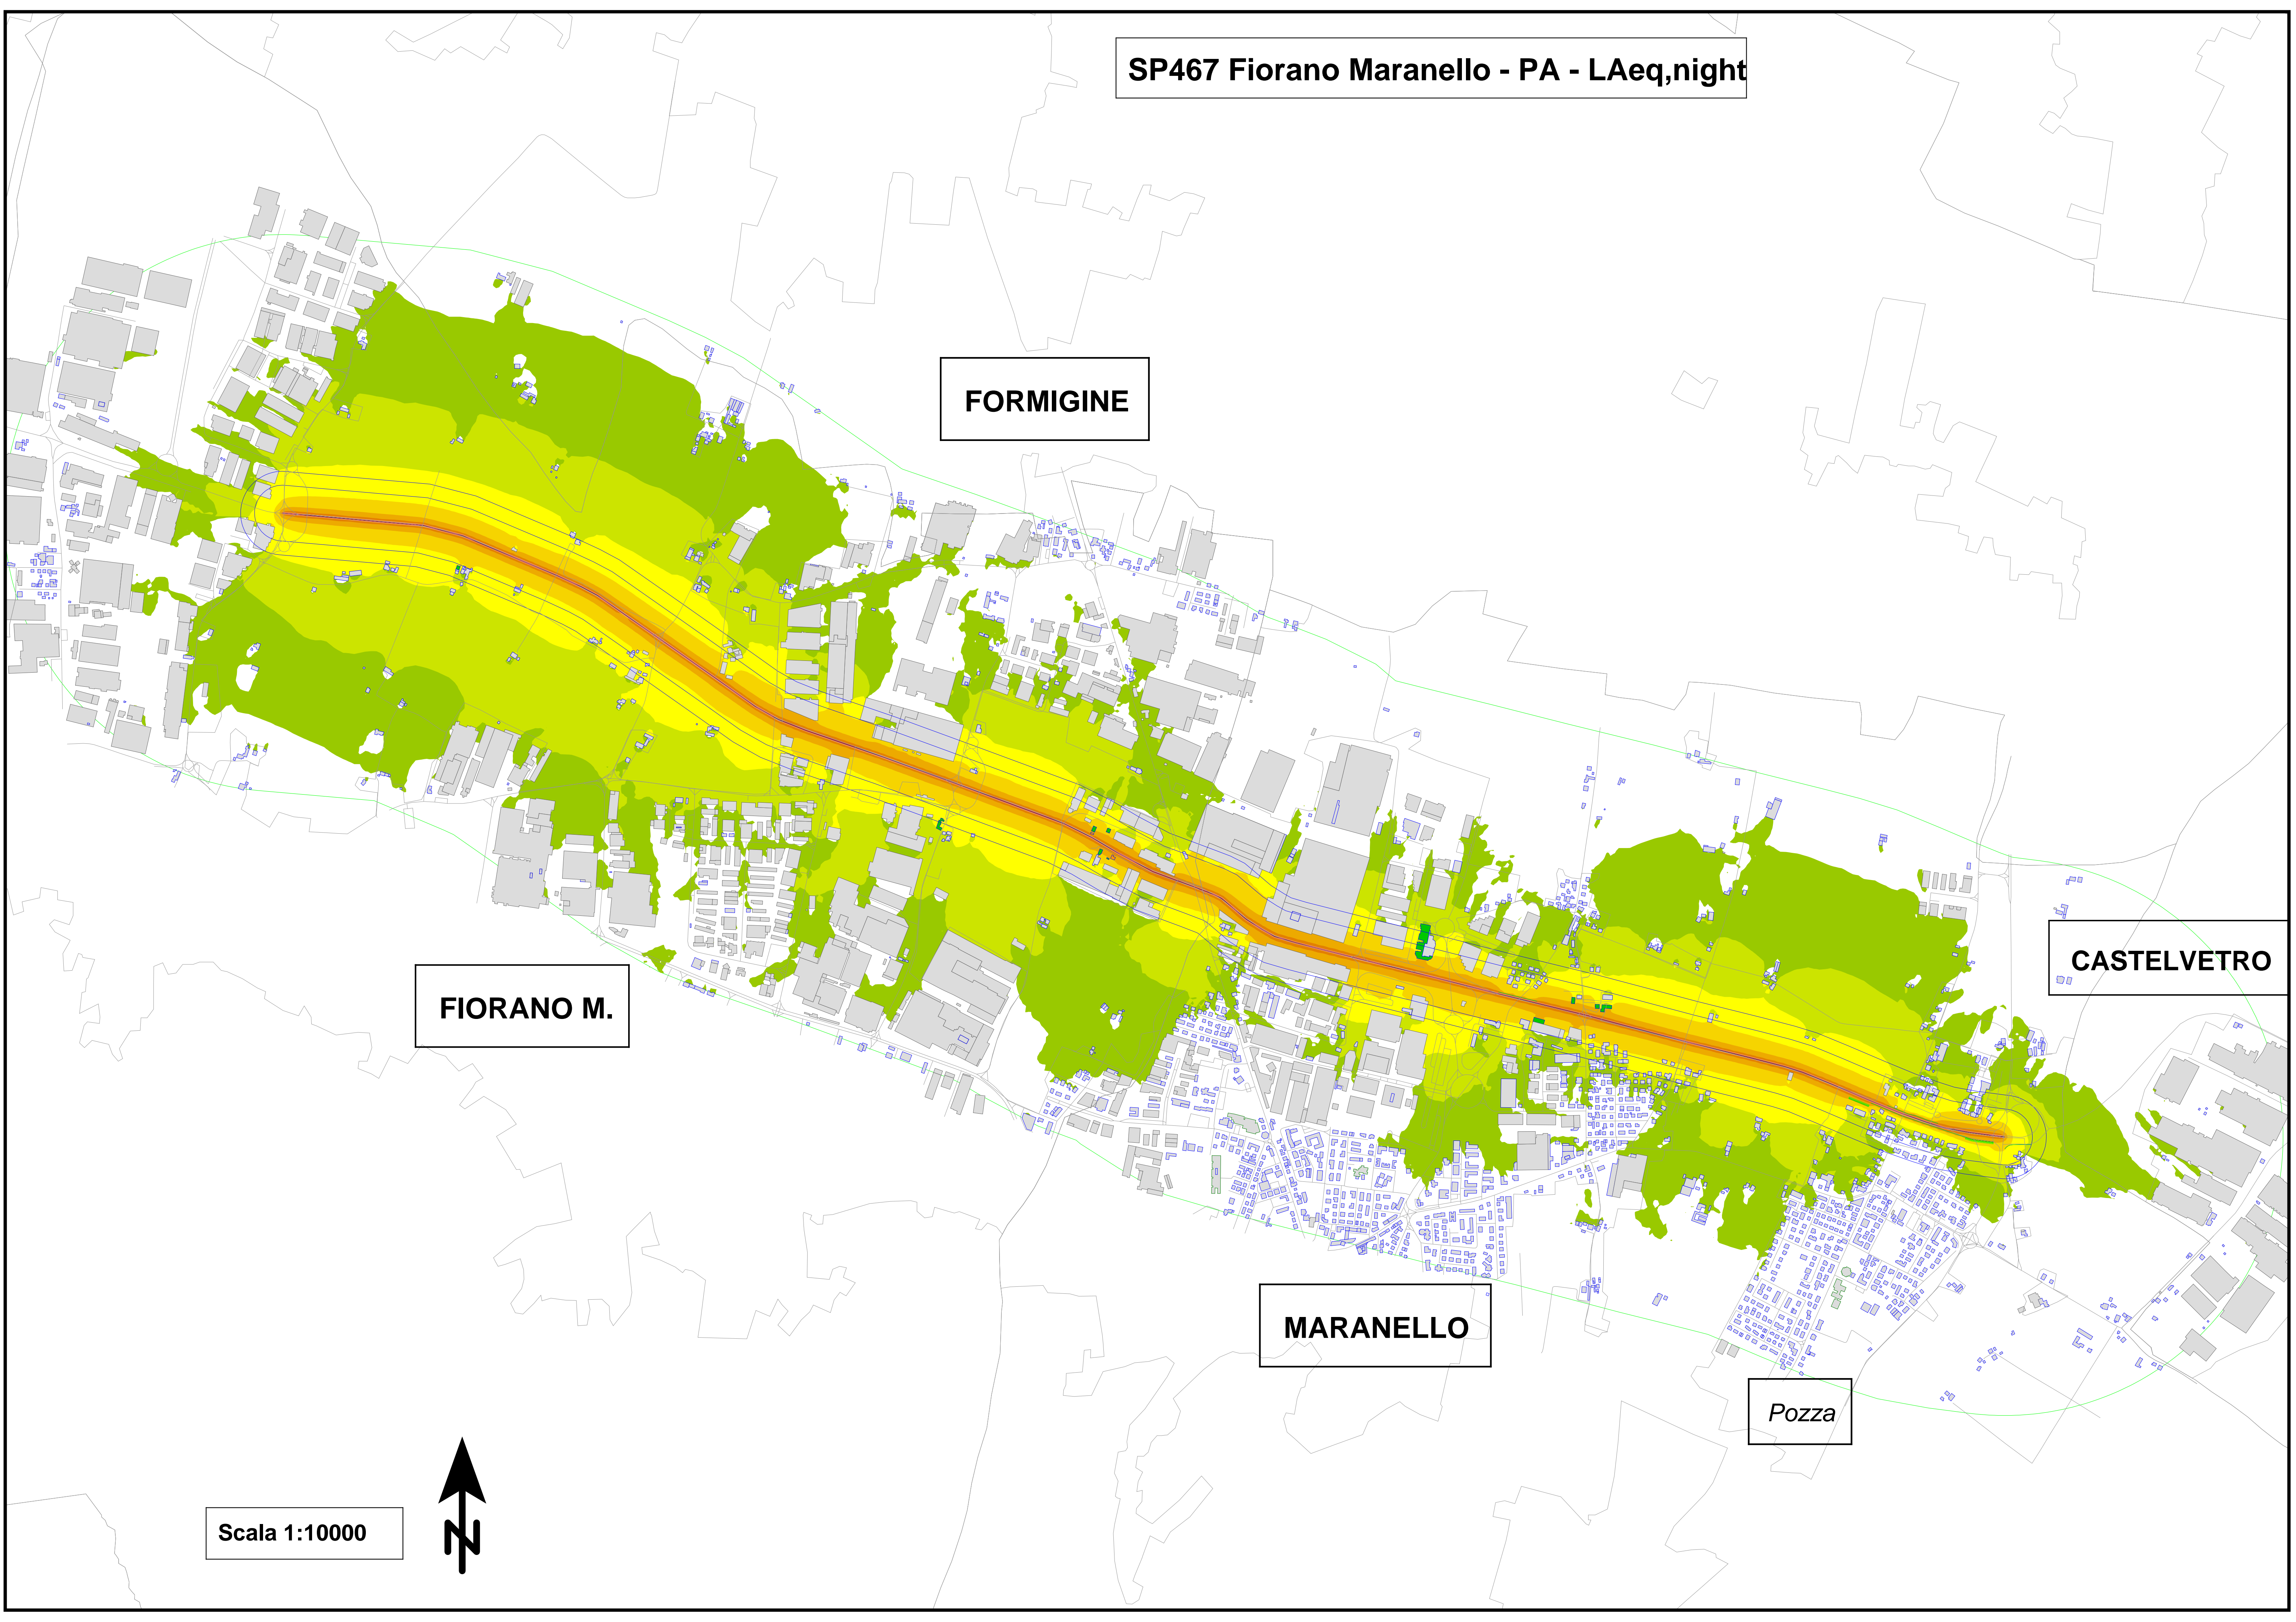 SP467 Fiorano Maranello - PA - LAeq,night
FORMIGINE
CASTELVETRO
FIORANO M.
MARANELLO
Pozza
Scala 1:10000
N